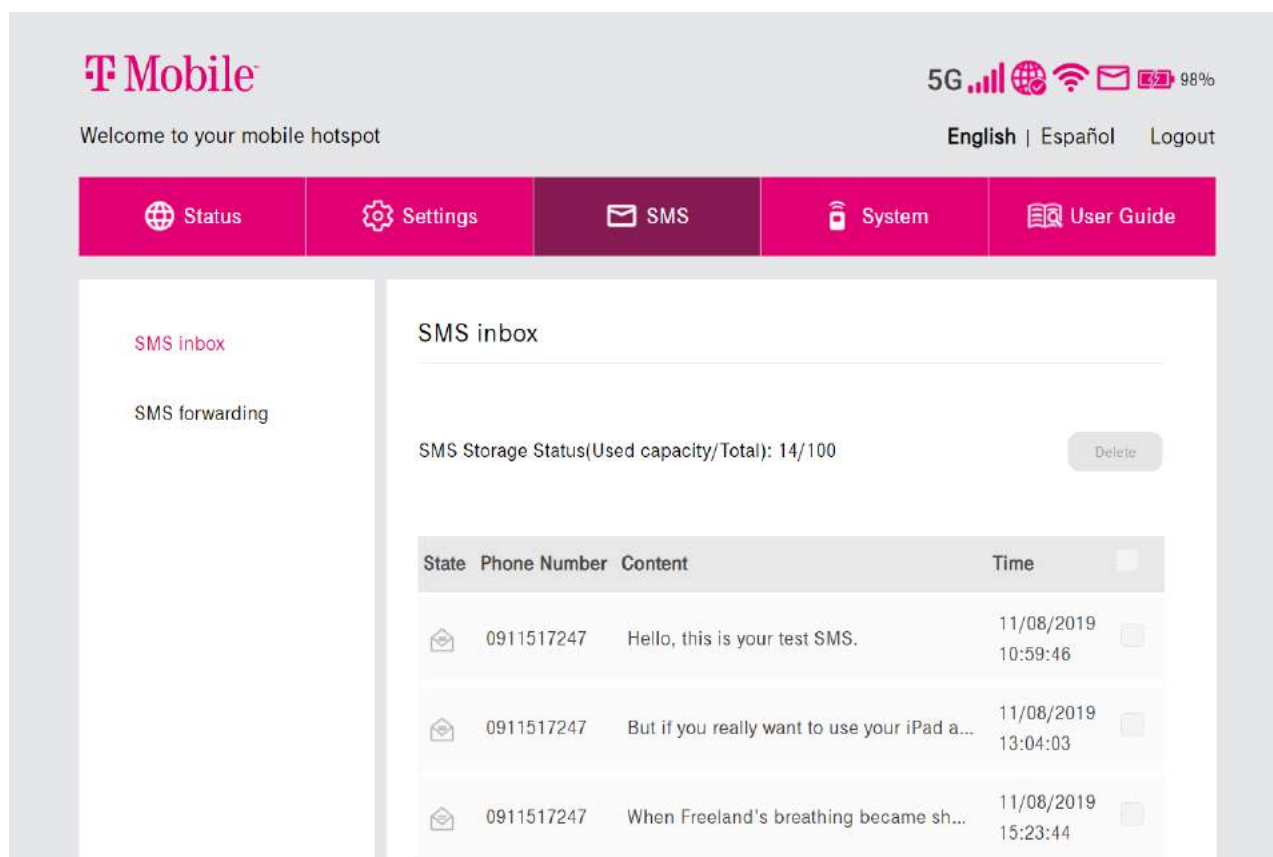 T Mobile
5G 98%
Welcome to your mobile hotspot
English | Español Logout
Status Settings SMS System User Guide
SMS inbox
SMS forwarding
SMS inbox
SMS Storage Status(Used capacity/Total): 14/100
Delete
State Phone Number Content Time
0911517247 Hello, this is your test SMS. 11/08/2019
10:59:46
0911517247 But if you really want to use your iPad a... 11/08/2019
13:04:03
0911517247 When Freeland's breathing became sh... 11/08/2019
15:23:44